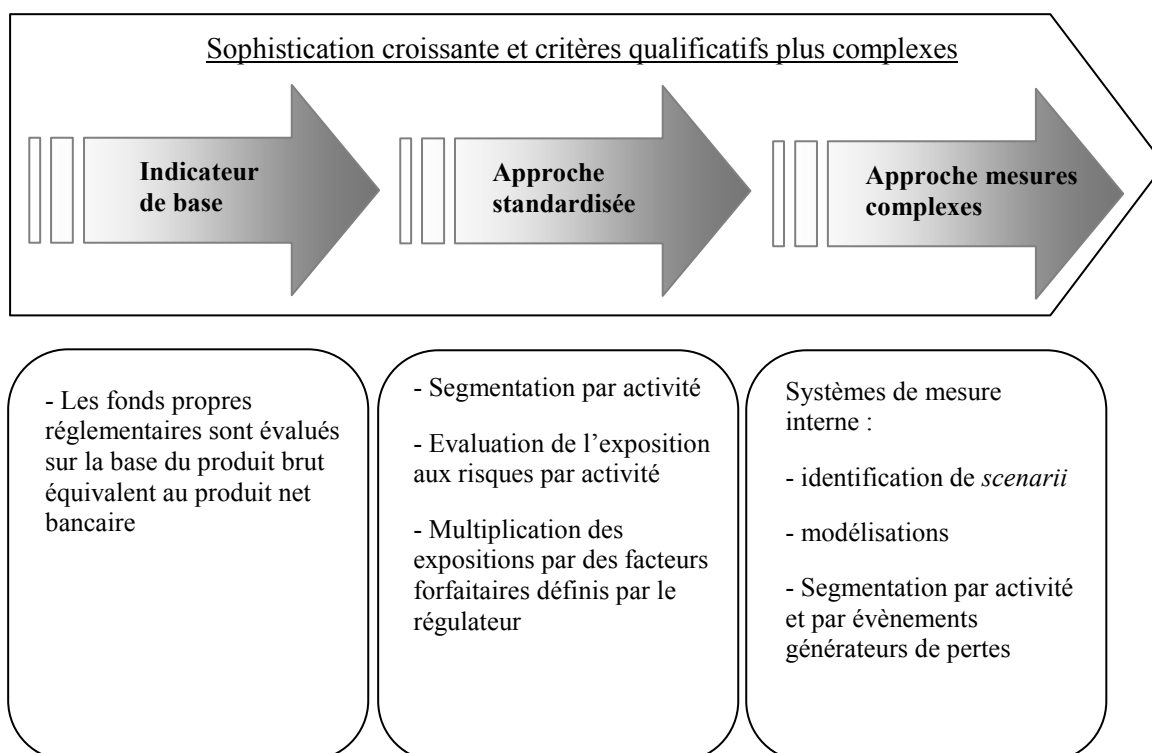 Sophistication croissante et critères qualificatifs plus complexes
Indicateur
de base
Approche
standardisée
Approche mesures
complexes
- Les fonds propres
réglementaires sont évalués
sur la base du produit brut
équivalent au produit net
bancaire
- Segmentation par activité
- Evaluation de l’exposition
aux risques par activité
- Multiplication des
expositions par des facteurs
forfaitaires définis par le
régulateur
Systèmes de mesure
interne :
- identification de scenarii
- modélisations
- Segmentation par activité
et par évènements
générateurs de pertes